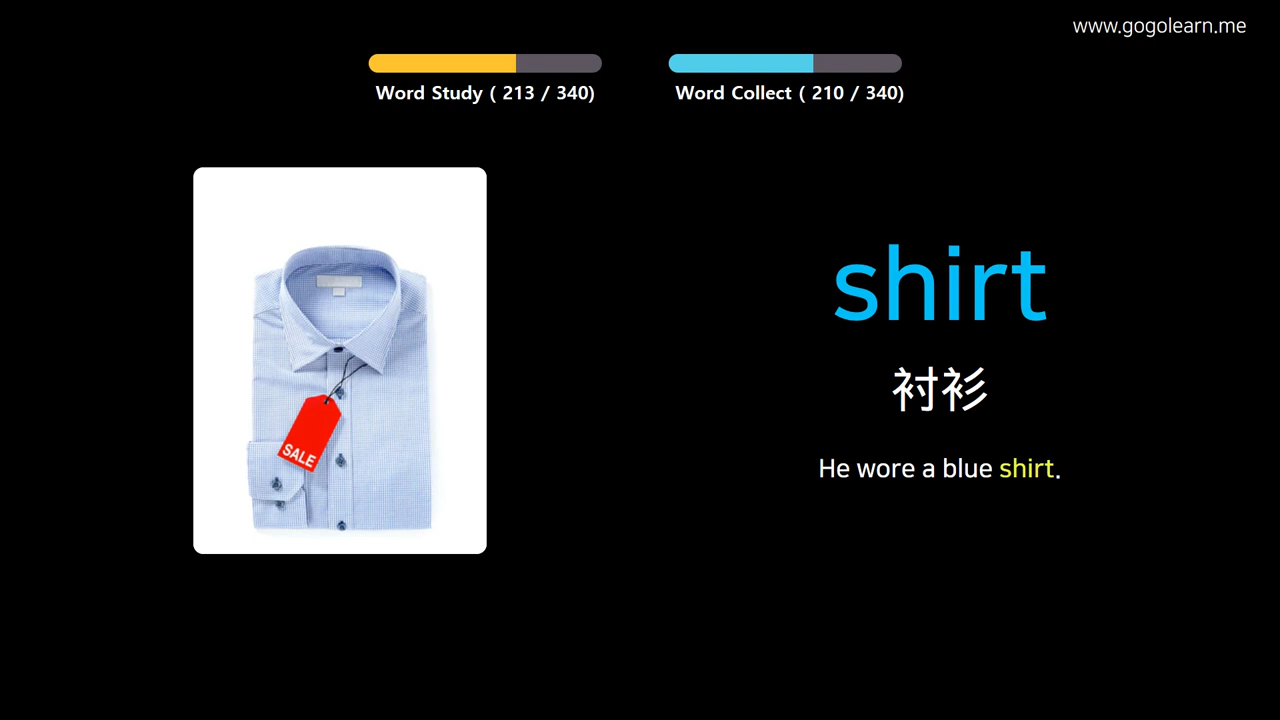 www.gogolearn.me
Word Study ( 213 / 340)
Word Collect ( 210 / 340)
SALE
shirt
衬衫
He wore a blue shirt.